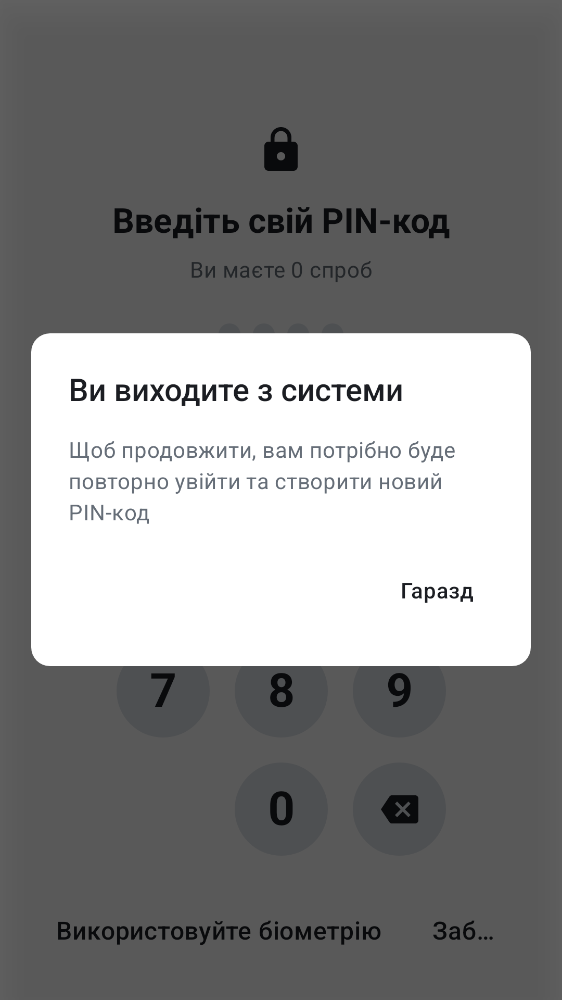 Введіть свій PIN-код
Ви маєте 0 спроб
Ви виходите з системи
Щоб продовжити, вам потрібно буде
повторно увійти та створити новий
PIN-код
Гаразд
7 8 9
0
Використовуйте біометрію Заб...